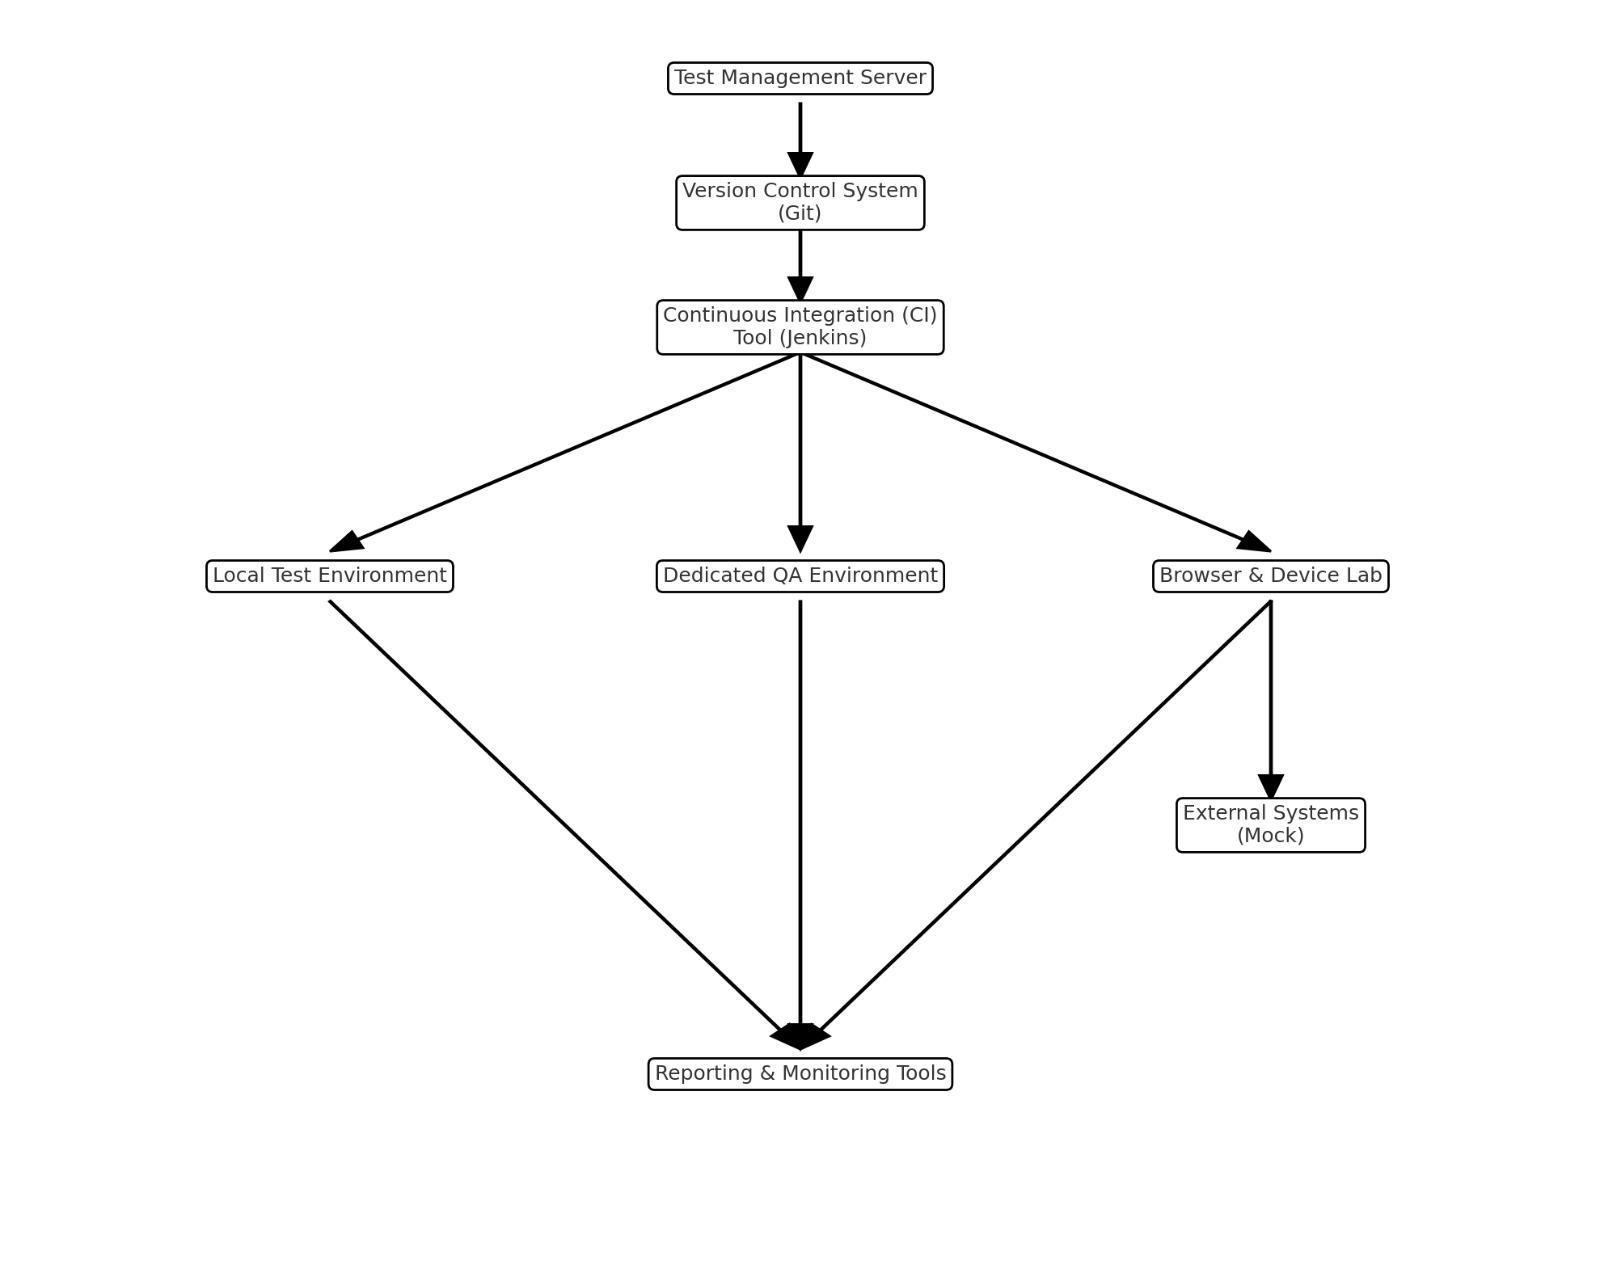 Test Management Server
Version Control System
(Git)
Continuous Integration (CI)
Tool (Jenkins)
Local Test Environment
Dedicated QA Environment
Browser & Device Lab
External Systems
(Mock)
Reporting & Monitoring Tools